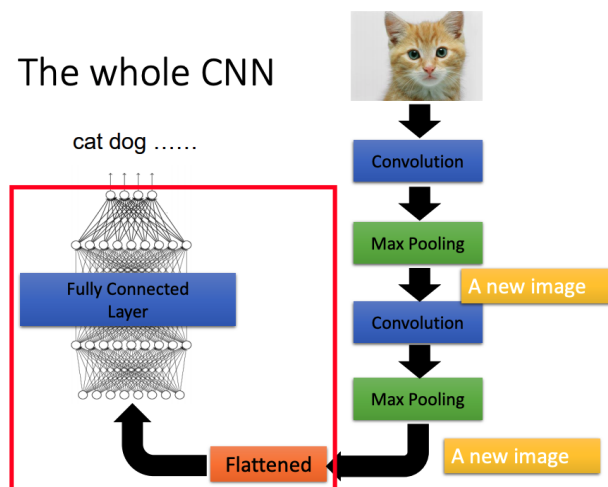 The whole CNN
cat dog ……
Convolution
Max Pooling
A new image
Convolution
Max Pooling
A new image
Flattened
Fully Connected
Layer